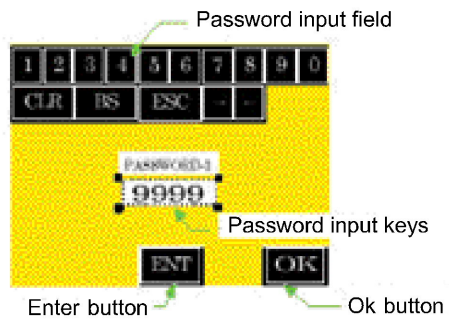 Password input field
1 2 3 4 5 6 7 8 9 0
CLR BS ESC → ←
PASSWORD-1
9999
Password input keys
ENT OK
Enter button Ok button